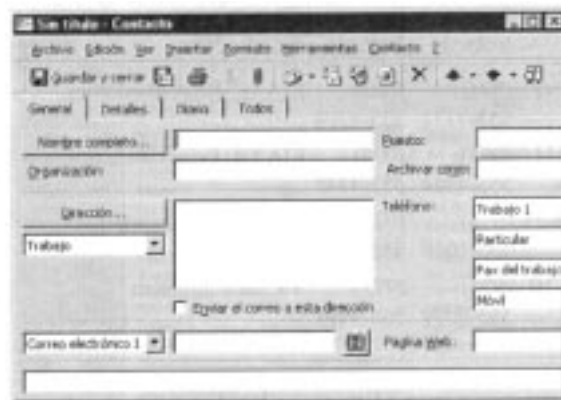 Sin título - Contacto
Archivo Edición Ver Insertar Formato Herramientas Contacto ?
Guardar y cerrar
General Detalles Diario Todos
Nombre completo... Puesto:
Organización: Archivar como:
Dirección... Teléfono: Trabajo 1
Trabajo Particular
Fax del trabajo
Móvil
Enviar el correo a esta dirección
Correo electrónico 1 Página Web: